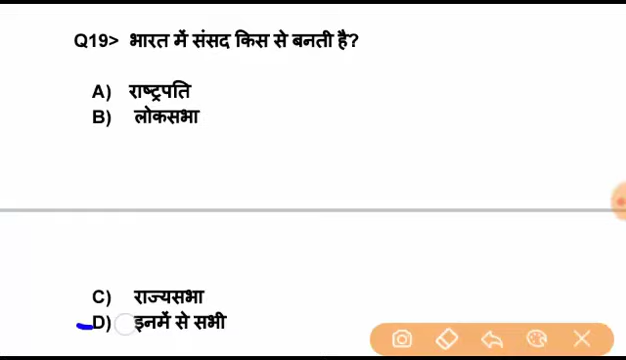 Q19> भारत में संसद किस से बनती है?
A) राष्ट्रपति
B) लोकसभा
C) राज्यसभा
D) इनमें से सभी